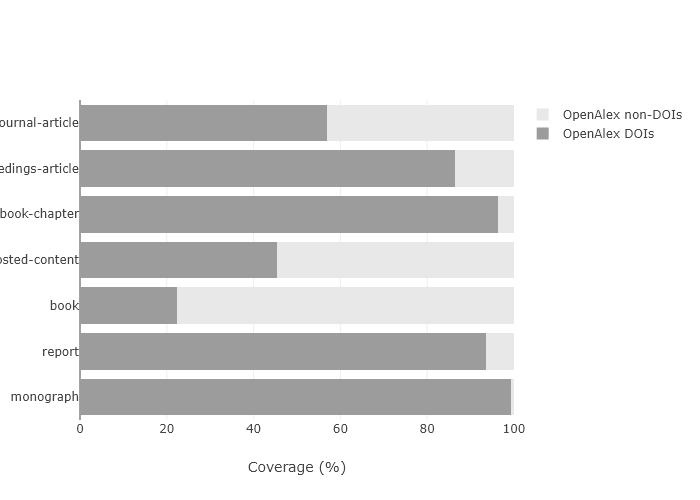 OpenAlex non-DOIs
OpenAlex DOIs
ournal-article
edings-article
book-chapter
osted-content
book
report
monograph
0 20 40 60 80 100
Coverage (%)